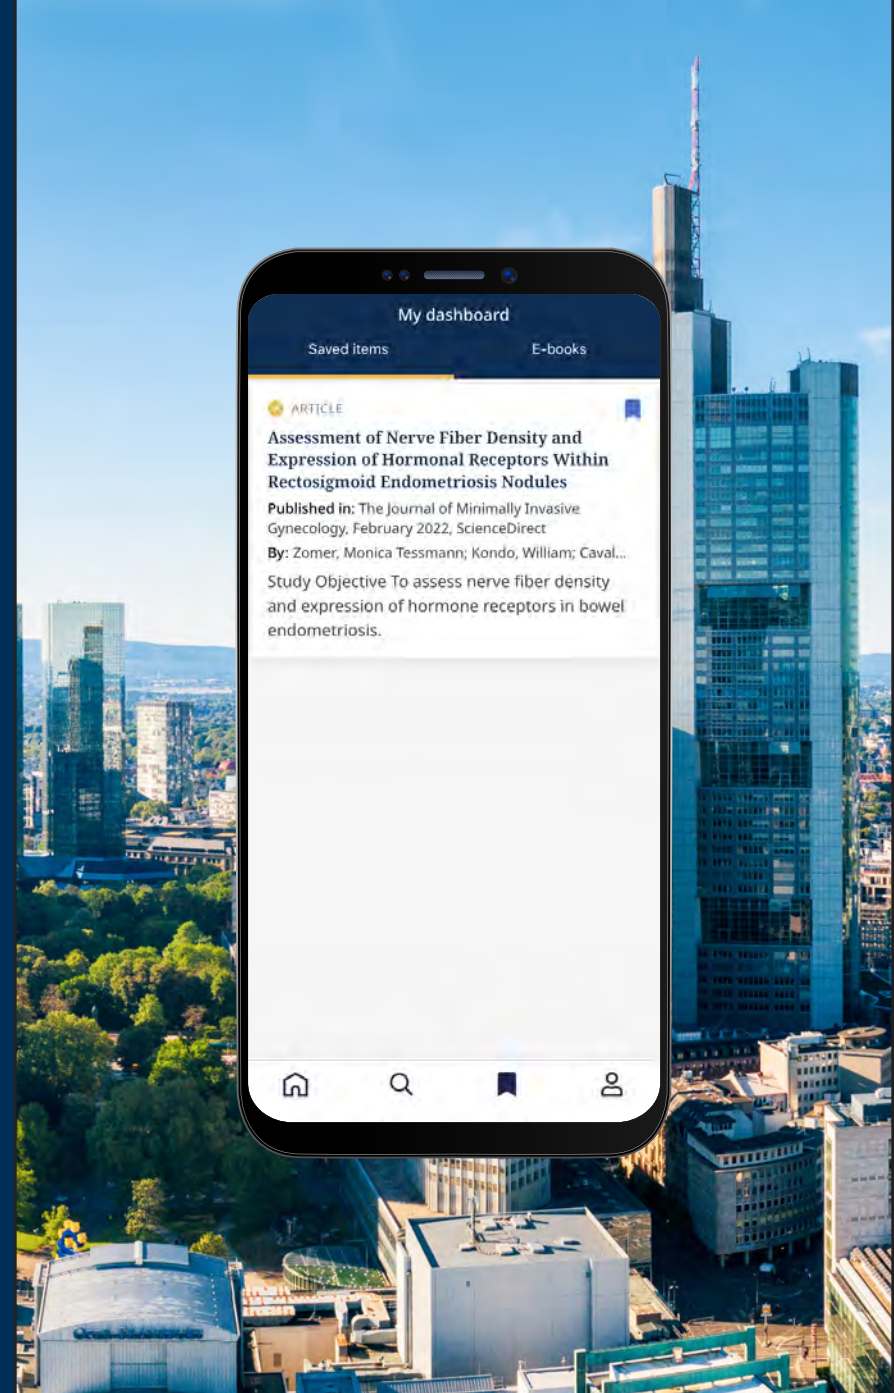 My dashboard
Saved items
E-books
ARTICLE
Assessment of Nerve Fiber Density and
Expression of Hormonal Receptors Within
Rectosigmoid Endometriosis Nodules
Published in: The Journal of Minimally Invasive
Gynecology, February 2022, ScienceDirect
By: Zomer, Monica Tessmann; Kondo, William; Caval...
Study Objective To assess nerve fiber density
and expression of hormone receptors in bowel
endometriosis.